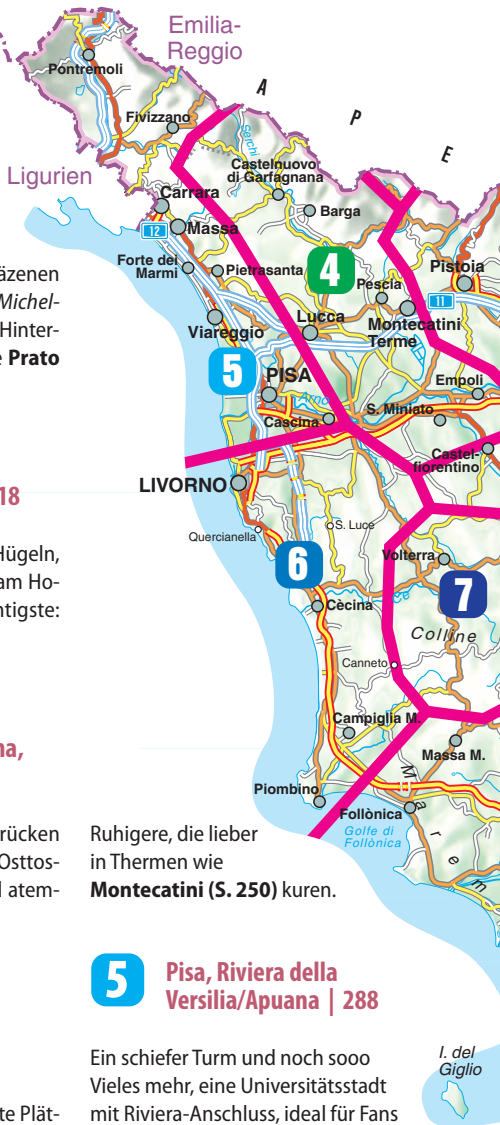 Emilia-
Reggio
A
P
E
Pontremoli
Fivizzano
Serchi
Ligurien
Castelnuovo
di Garfagnana
Carrara
Barga
12
Massa
Forte dei
Marmi
Pietrasanta
4
Pistoia
Pescia
11
Lucca
Montecatini
Terme
Viareggio
5
PISA
Empoli
Arno
S. Miniato
Cascina
Castel-
fiorentino
LIVORNO
Quercianella
S. Luce
6
Volterra
7
Cècina
Colline
Canneto
Campiglia M.
Massa M.
Piombino
M
a
r
e
m
Follònica
Golfe di
Follònica
I. del
Giglio
äzenen
Michel-
Hinter-
e Prato
18
Hügeln,
am Ho-
htigste:
na,
rücken
Osttos-
d atem-
te Plät-
Ruhigere, die lieber
in Thermen wie
Montecatini (S. 250) kuren.
5
Pisa, Riviera della
Versilia/Apuana | 288
Ein schiefer Turm und noch sooo
Vieles mehr, eine Universitätsstadt
mit Riviera-Anschluss, ideal für Fans